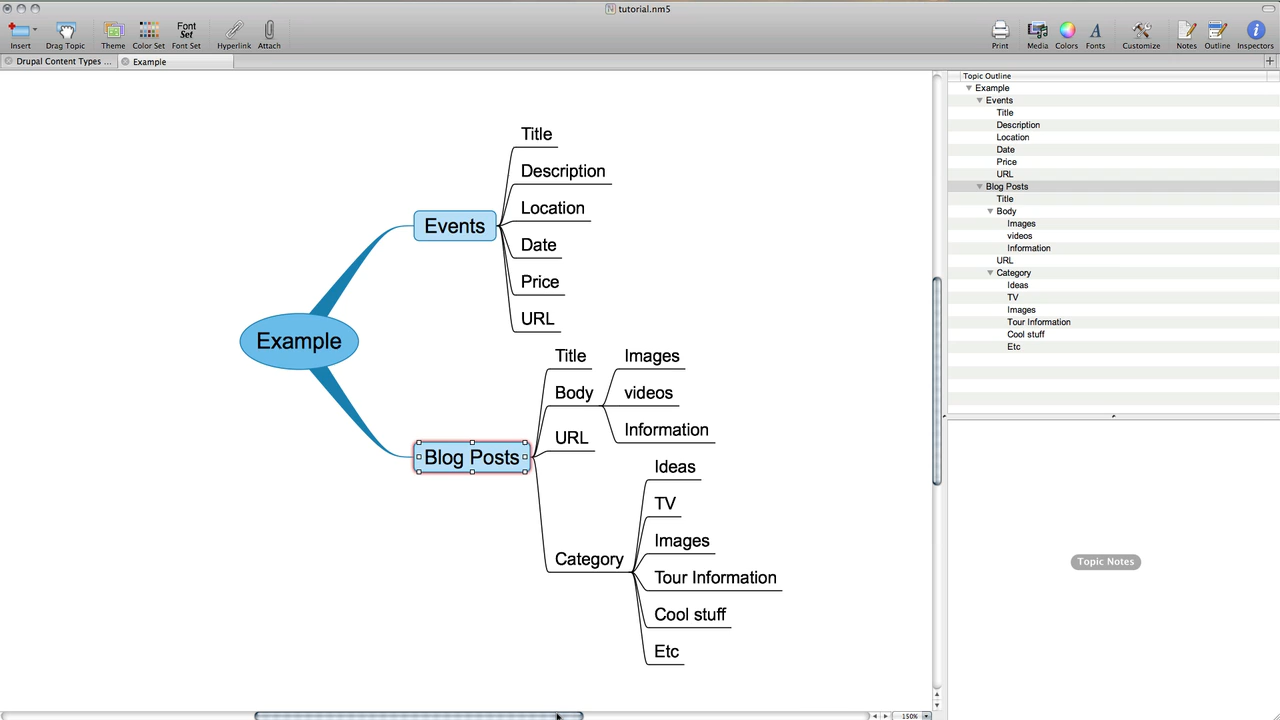 tutorial.nm5
Insert
Drag Topic
Theme
Color Set
Font
Set
Font Set
Hyperlink
Attach
Print
Media
Colors
Fonts
Customize
Notes
Outline
Inspectors
Drupal Content Types ...
Example
Title
Description
Location
Date
Price
URL
Events
Example
Blog Posts
Title
Body
URL
Category
Images
videos
Information
Ideas
TV
Images
Tour Information
Cool stuff
Etc
150%
Topic Outline
Example
Events
Title
Description
Location
Date
Price
URL
Blog Posts
Title
Body
Images
videos
Information
URL
Category
Ideas
TV
Images
Tour Information
Cool stuff
Etc
Topic Notes